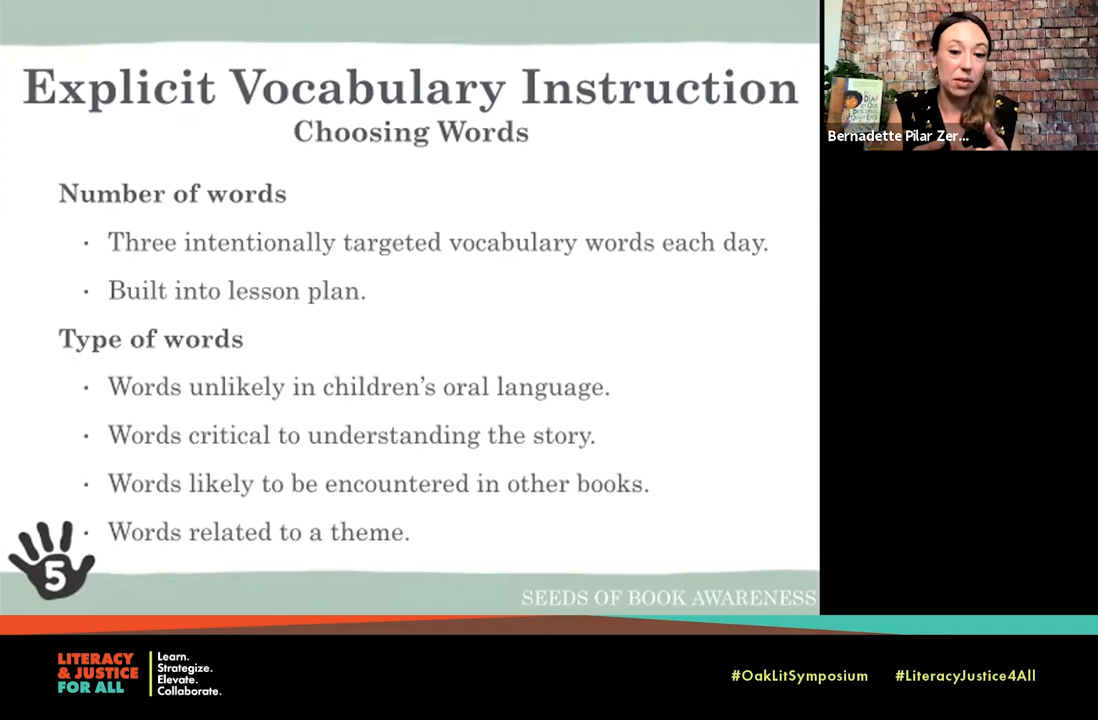 Explicit Vocabulary Instruction
Choosing Words
Number of words
· Three intentionally targeted vocabulary words each day.
· Built into lesson plan.
Type of words
· Words unlikely in children’s oral language.
· Words critical to understanding the story.
· Words likely to be encountered in other books.
· Words related to a theme.
5
SEEDS OF BOOK AWARENESS
Bernadette Pilar Zer...
LITERACY
& JUSTICE
FOR ALL
Learn.
Strategize.
Elevate.
Collaborate.
#OakLitSymposium #LiteracyJustice4All